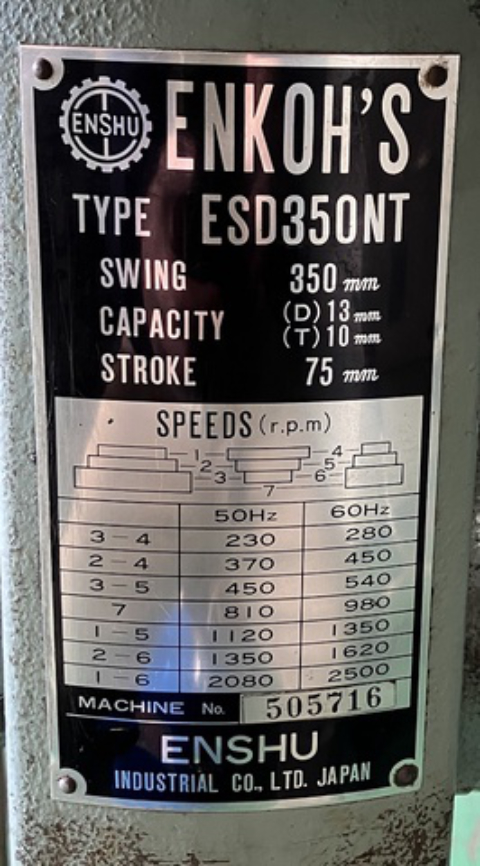 ENSHU
ENKOH'S
TYPE ESD350NT
SWING 350 mm
CAPACITY (D) 13 mm
(T) 10 mm
STROKE 75 mm
SPEEDS (r.p.m)
1 4
2 5
3 6
7
50Hz 60Hz
3-4 230 280
2-4 370 450
3-5 450 540
7 810 980
1-5 1120 1350
2-6 1350 1620
1-6 2080 2500
MACHINE No. 505716
ENSHU
INDUSTRIAL CO., LTD. JAPAN